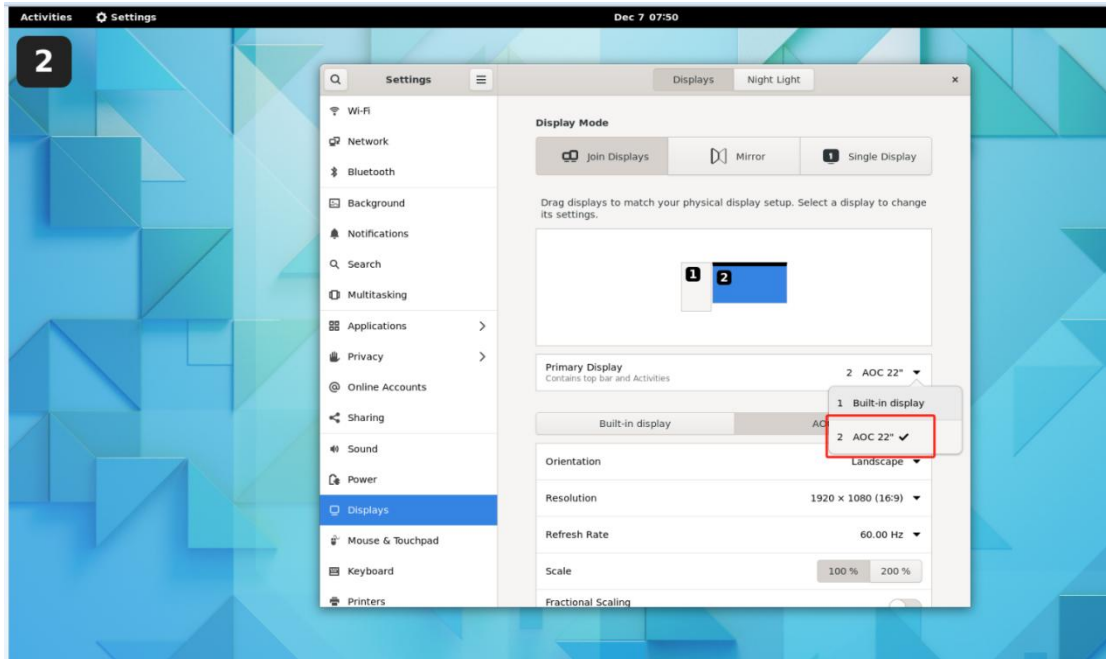 Activities Settings Dec 7 07:50
2
Settings Displays Night Light
Wi-Fi
Network
Bluetooth
Background
Notifications
Search
Multitasking
Applications
Privacy
Online Accounts
Sharing
Sound
Power
Displays
Mouse & Touchpad
Keyboard
Printers
Display Mode
Join Displays Mirror 1 Single Display
Drag displays to match your physical display setup. Select a display to change
its settings.
1 2
Primary Display 2 AOC 22"
Contains top bar and Activities
1 Built-in display
2 AOC 22"
Built-in display
Orientation Landscape
Resolution 1920 × 1080 (16:9)
Refresh Rate 60.00 Hz
Scale 100 % 200 %
Fractional Scaling